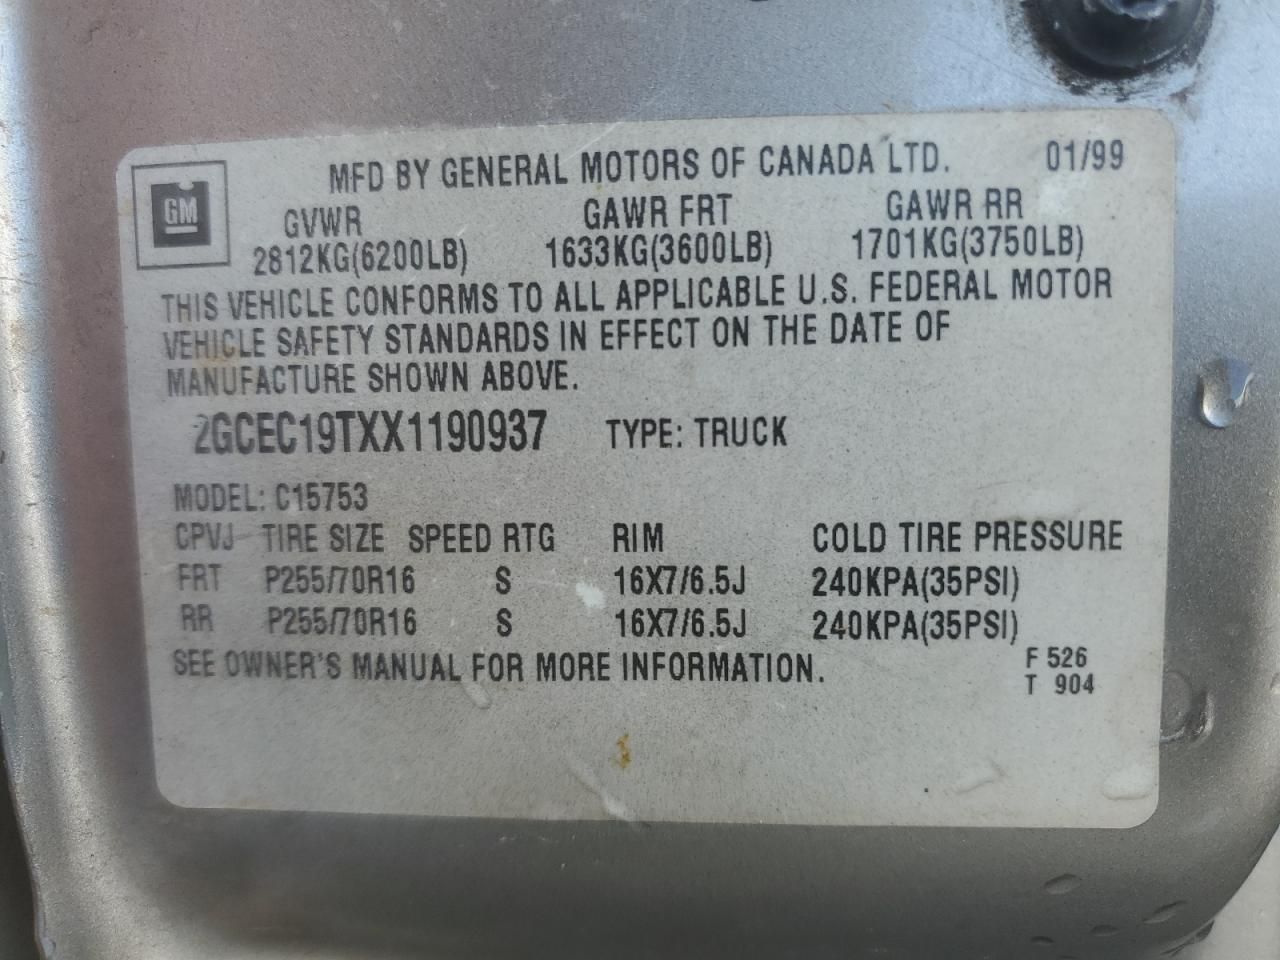 MFD BY GENERAL MOTORS OF CANADA LTD. 01/99
GM
GVWR GAWR FRT GAWR RR
2812KG(6200LB) 1633KG(3600LB) 1701KG(3750LB)
THIS VEHICLE CONFORMS TO ALL APPLICABLE U.S. FEDERAL MOTOR
VEHICLE SAFETY STANDARDS IN EFFECT ON THE DATE OF
MANUFACTURE SHOWN ABOVE.
2GCEC19TXX1190937 TYPE: TRUCK
MODEL: C15753
CPVJ TIRE SIZE SPEED RTG RIM COLD TIRE PRESSURE
FRT P255/70R16 S 16X7/6.5J 240KPA(35PSI)
RR P255/70R16 S 16X7/6.5J 240KPA(35PSI)
SEE OWNER'S MANUAL FOR MORE INFORMATION. F 526
T 904